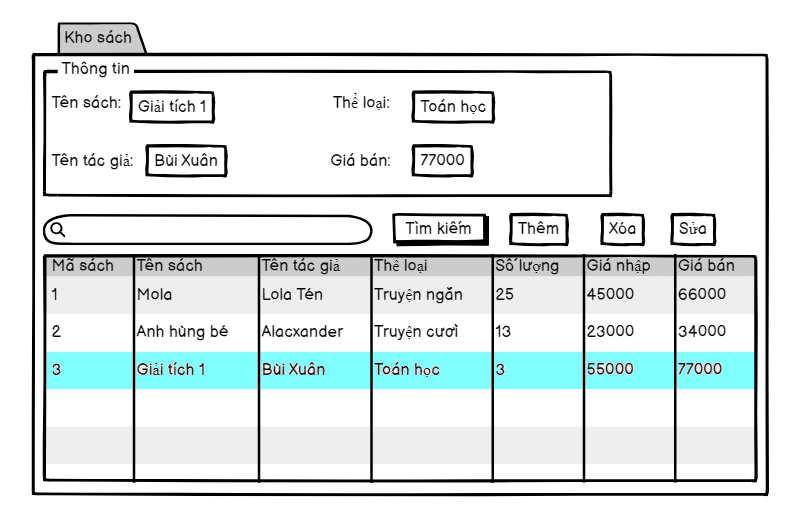 Kho sách
Thông tin
Tên sách: Giải tích 1 Thể loại: Toán học
Tên tác giả: Bùi Xuân Giá bán: 77000
Tìm kiếm Thêm Xóa Sửa
Mã sách Tên sách Tên tác giả Thể loại Số lượng Giá nhập Giá bán
1 Mola Lola Tén Truyện ngắn 25 45000 66000
2 Anh hùng bé Alacxander Truyện cười 13 23000 34000
3 Giải tích 1 Bùi Xuân Toán học 3 55000 77000